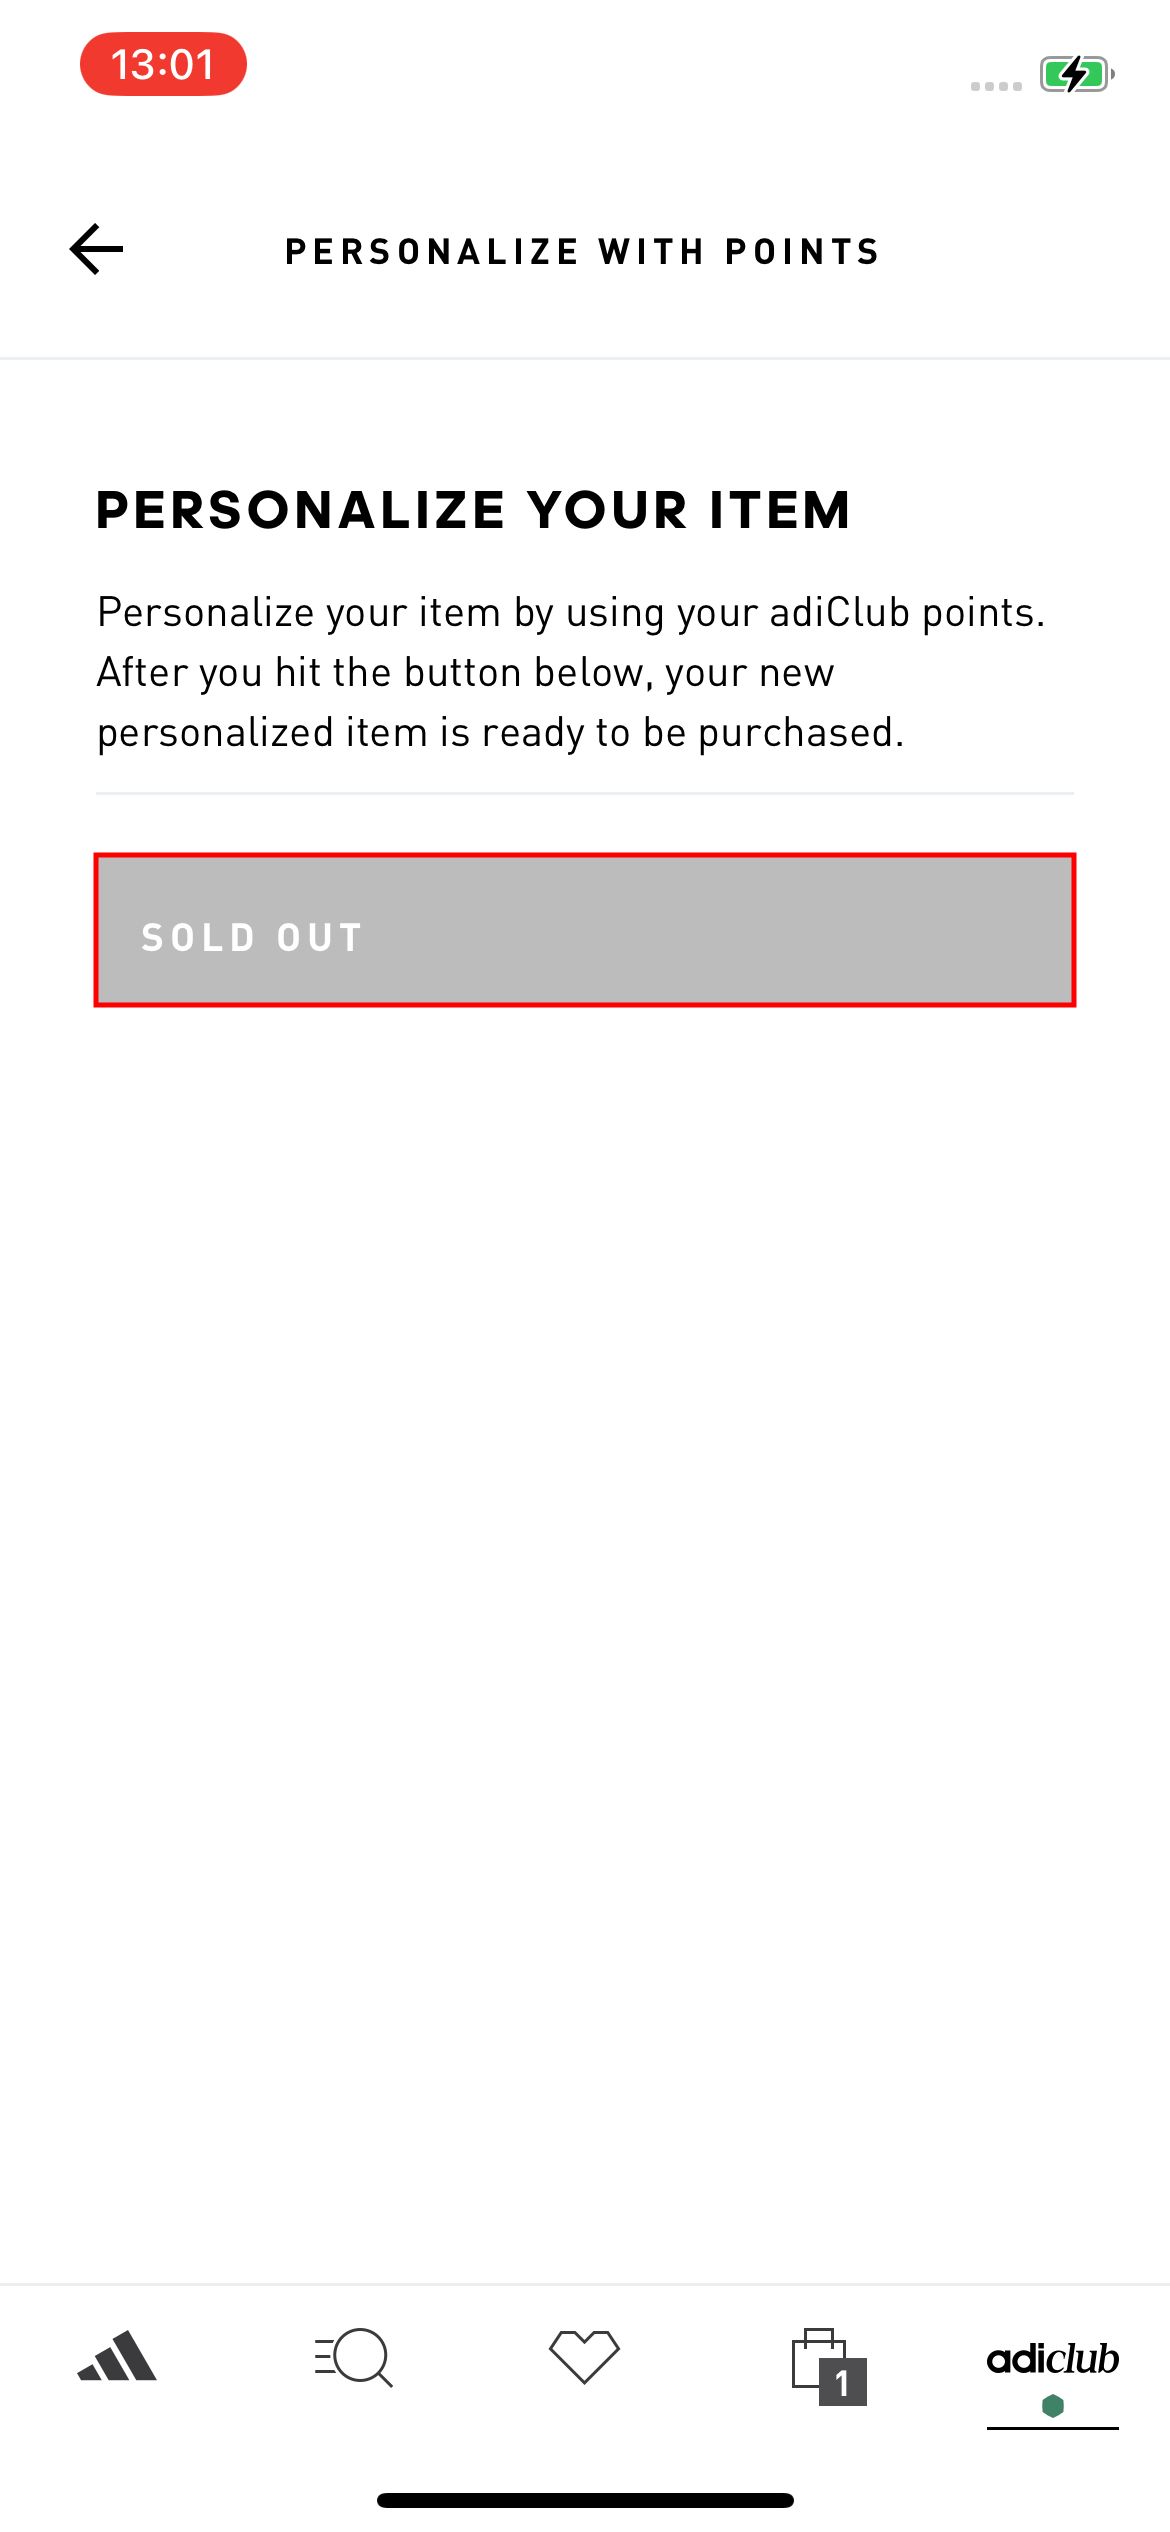 13:01
PERSONALIZE WITH POINTS
PERSONALIZE YOUR ITEM
Personalize your item by using your adiClub points.
After you hit the button below, your new
personalized item is ready to be purchased.
SOLD OUT
1
adiclub